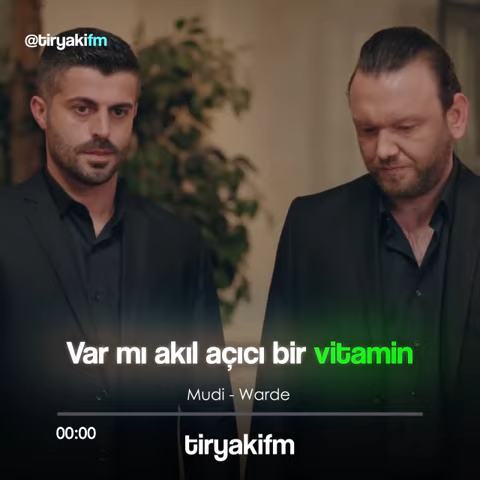 @tiryakifm
Var mı akıl açıcı bir vitamin
Mudi - Warde
00:00
tiryakifm